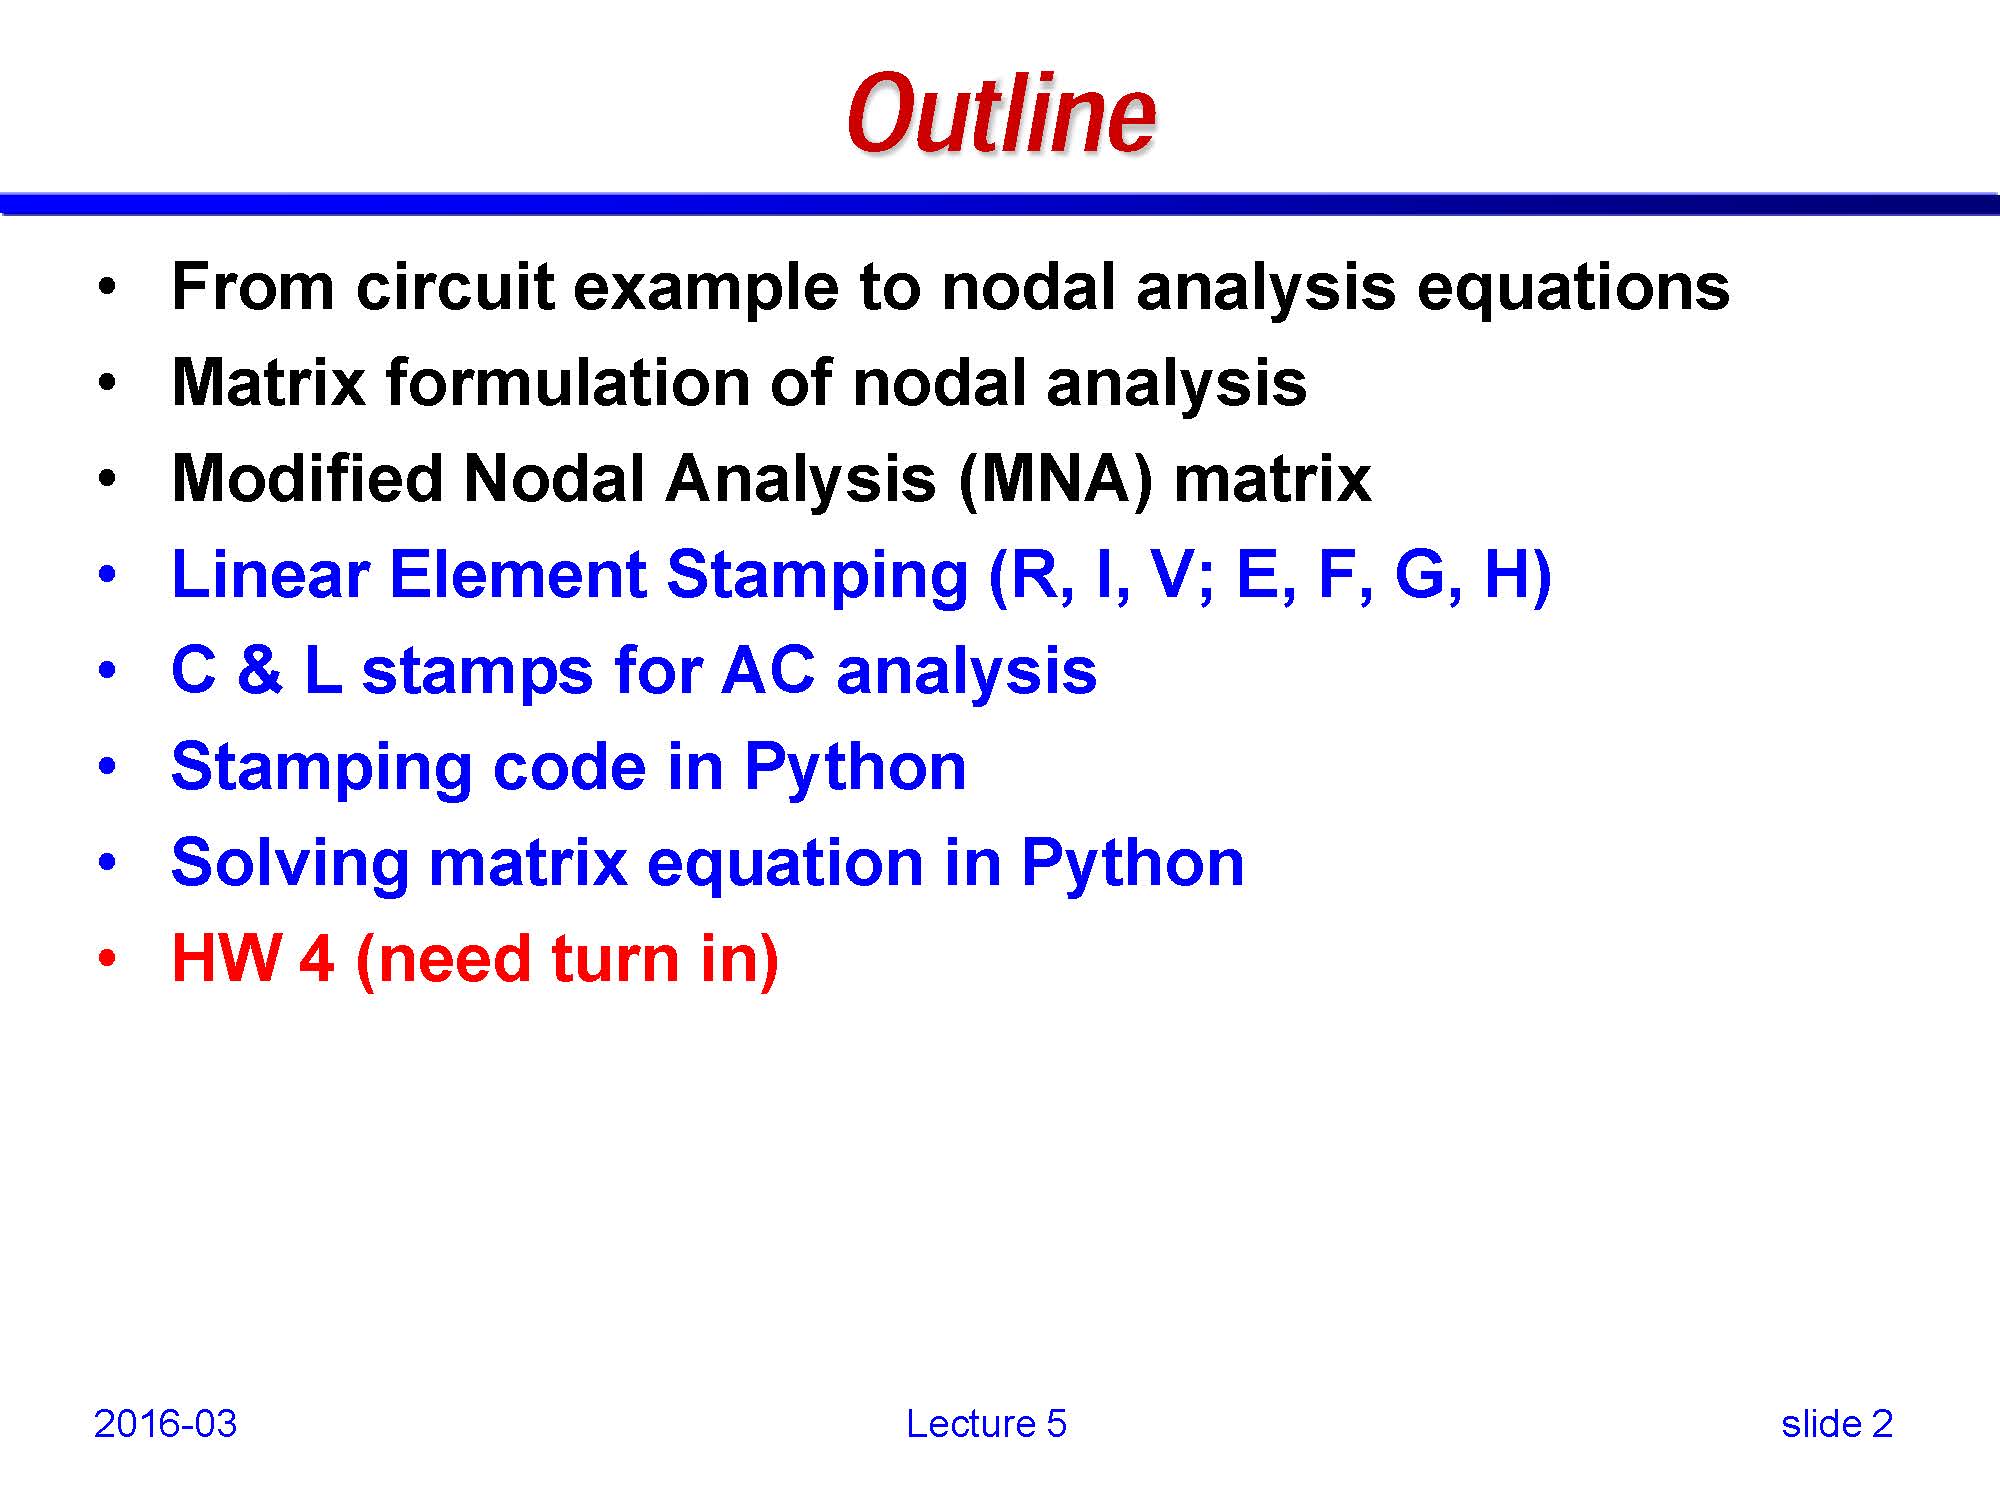 Outline
• From circuit example to nodal analysis equations
• Matrix formulation of nodal analysis
• Modified Nodal Analysis (MNA) matrix
• Linear Element Stamping (R, I, V; E, F, G, H)
• C & L stamps for AC analysis
• Stamping code in Python
• Solving matrix equation in Python
• HW 4 (need turn in)
2016-03 Lecture 5 slide 2